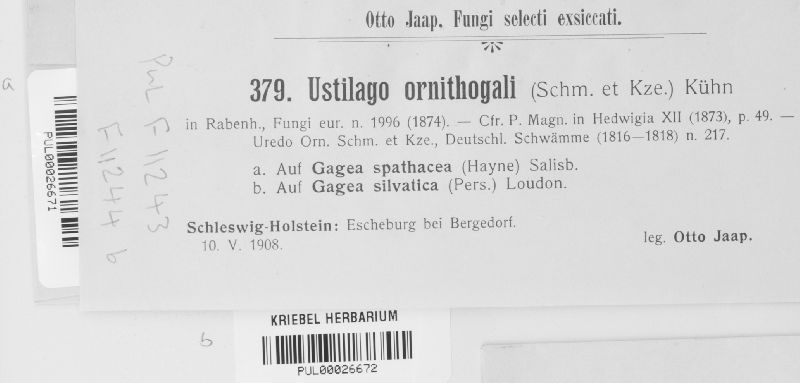 Otto Jaap. Fungi selecti exsiccati.
379. Ustilago ornithogali (Schm. et Kze.) Kühn
in Rabenh., Fungi eur. n. 1996 (1874). — Cfr. P. Magn. in Hedwigia XII (1873), p. 49. —
Uredo Orn. Schm. et Kze., Deutschl. Schwämme (1816—1818) n. 217.
a. Auf Gagea spathacea (Hayne) Salisb.
b. Auf Gagea silvatica (Pers.) Loudon.
Schleswig-Holstein: Escheburg bei Bergedorf.
10. V. 1908.
leg. Otto Jaap.
PUL F 11243
F 11244 b
a
PUL00026671
b
KRIEBEL HERBARIUM
PUL00026672